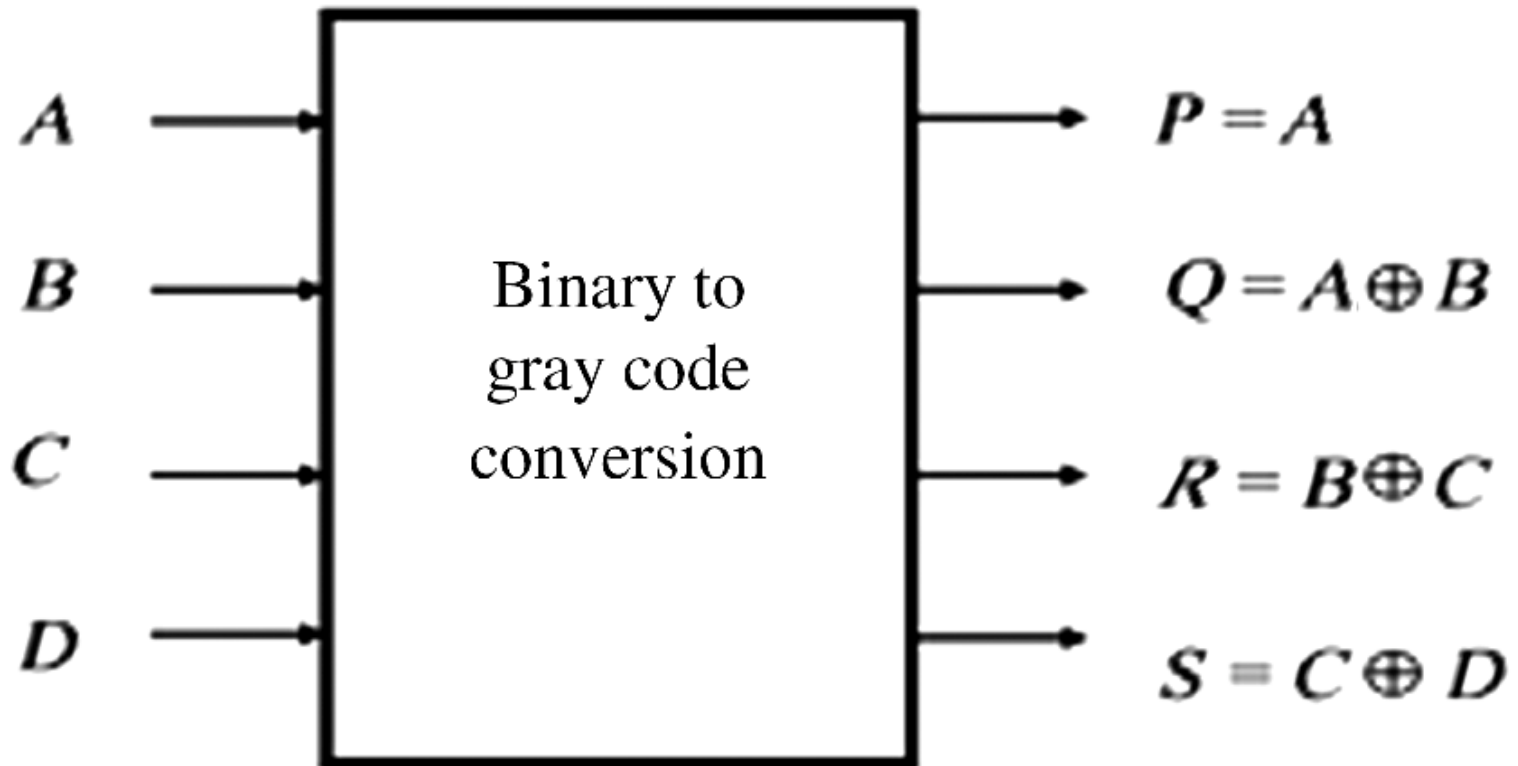 A
B
C
D
Binary to
gray code
conversion
P = A
Q = A ⊕ B
R = B ⊕ C
S = C ⊕ D